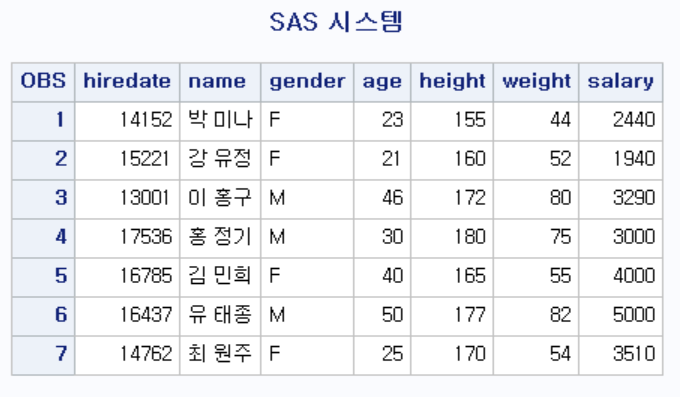 SAS 시스템
OBS hiredate name gender age height weight salary
1 14152 박 미나 F 23 155 44 2440
2 15221 강 유정 F 21 160 52 1940
3 13001 이 홍구 M 46 172 80 3290
4 17536 홍 정기 M 30 180 75 3000
5 16785 김 민희 F 40 165 55 4000
6 16437 유 태종 M 50 177 82 5000
7 14762 최 원주 F 25 170 54 3510